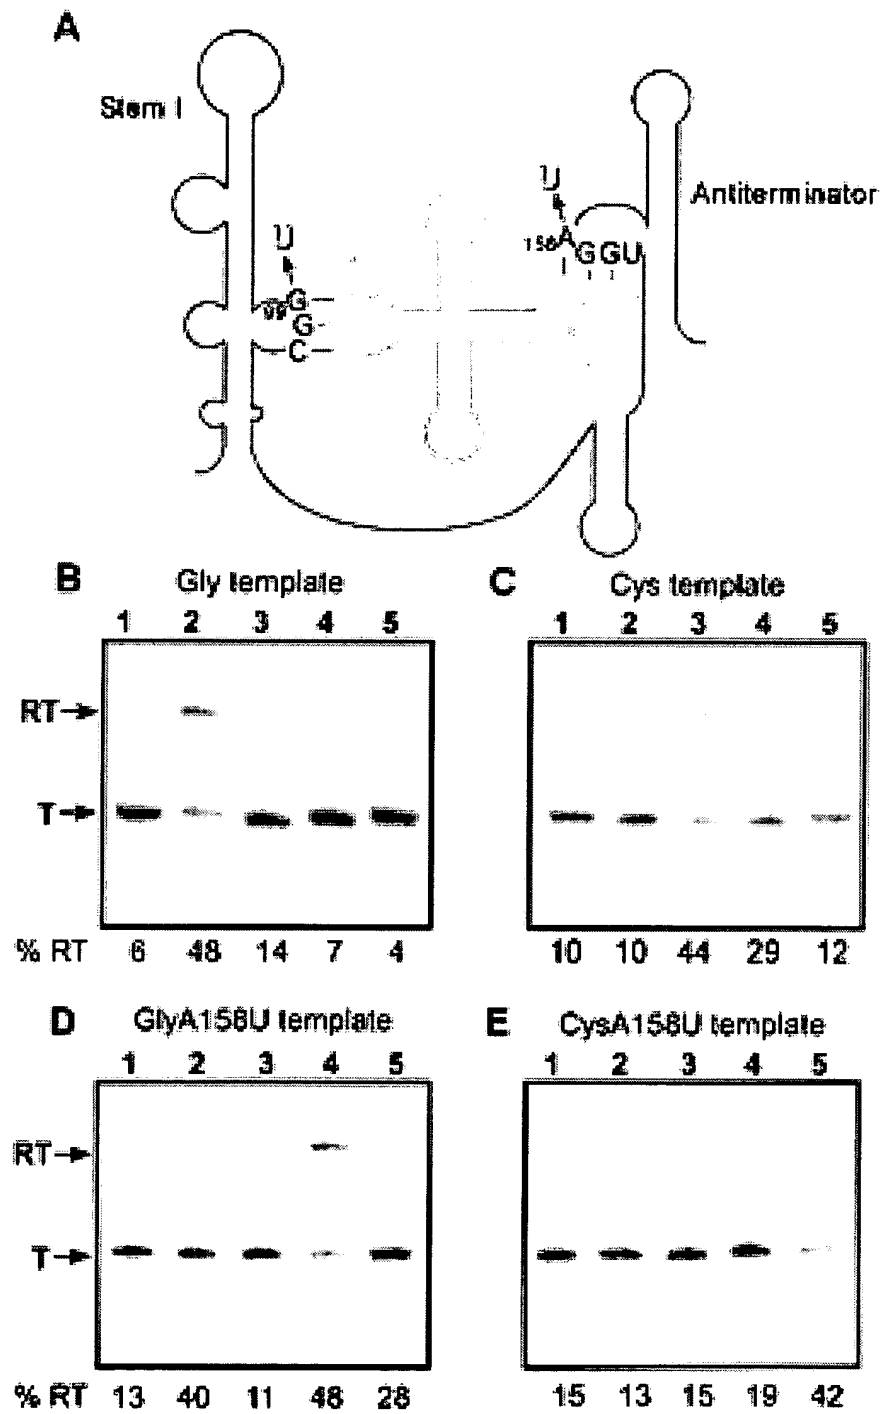 A
Stem I
U
U
Antiterminator
158 A
G G U
99 G
G
C
B Gly template
1 2 3 4 5
RT
T
% RT 6 48 14 7 4
C Cys template
1 2 3 4 5
10 10 44 29 12
D GlyA158U template
1 2 3 4 5
RT
T
% RT 13 40 11 48 28
E CysA158U template
1 2 3 4 5
15 13 15 19 42